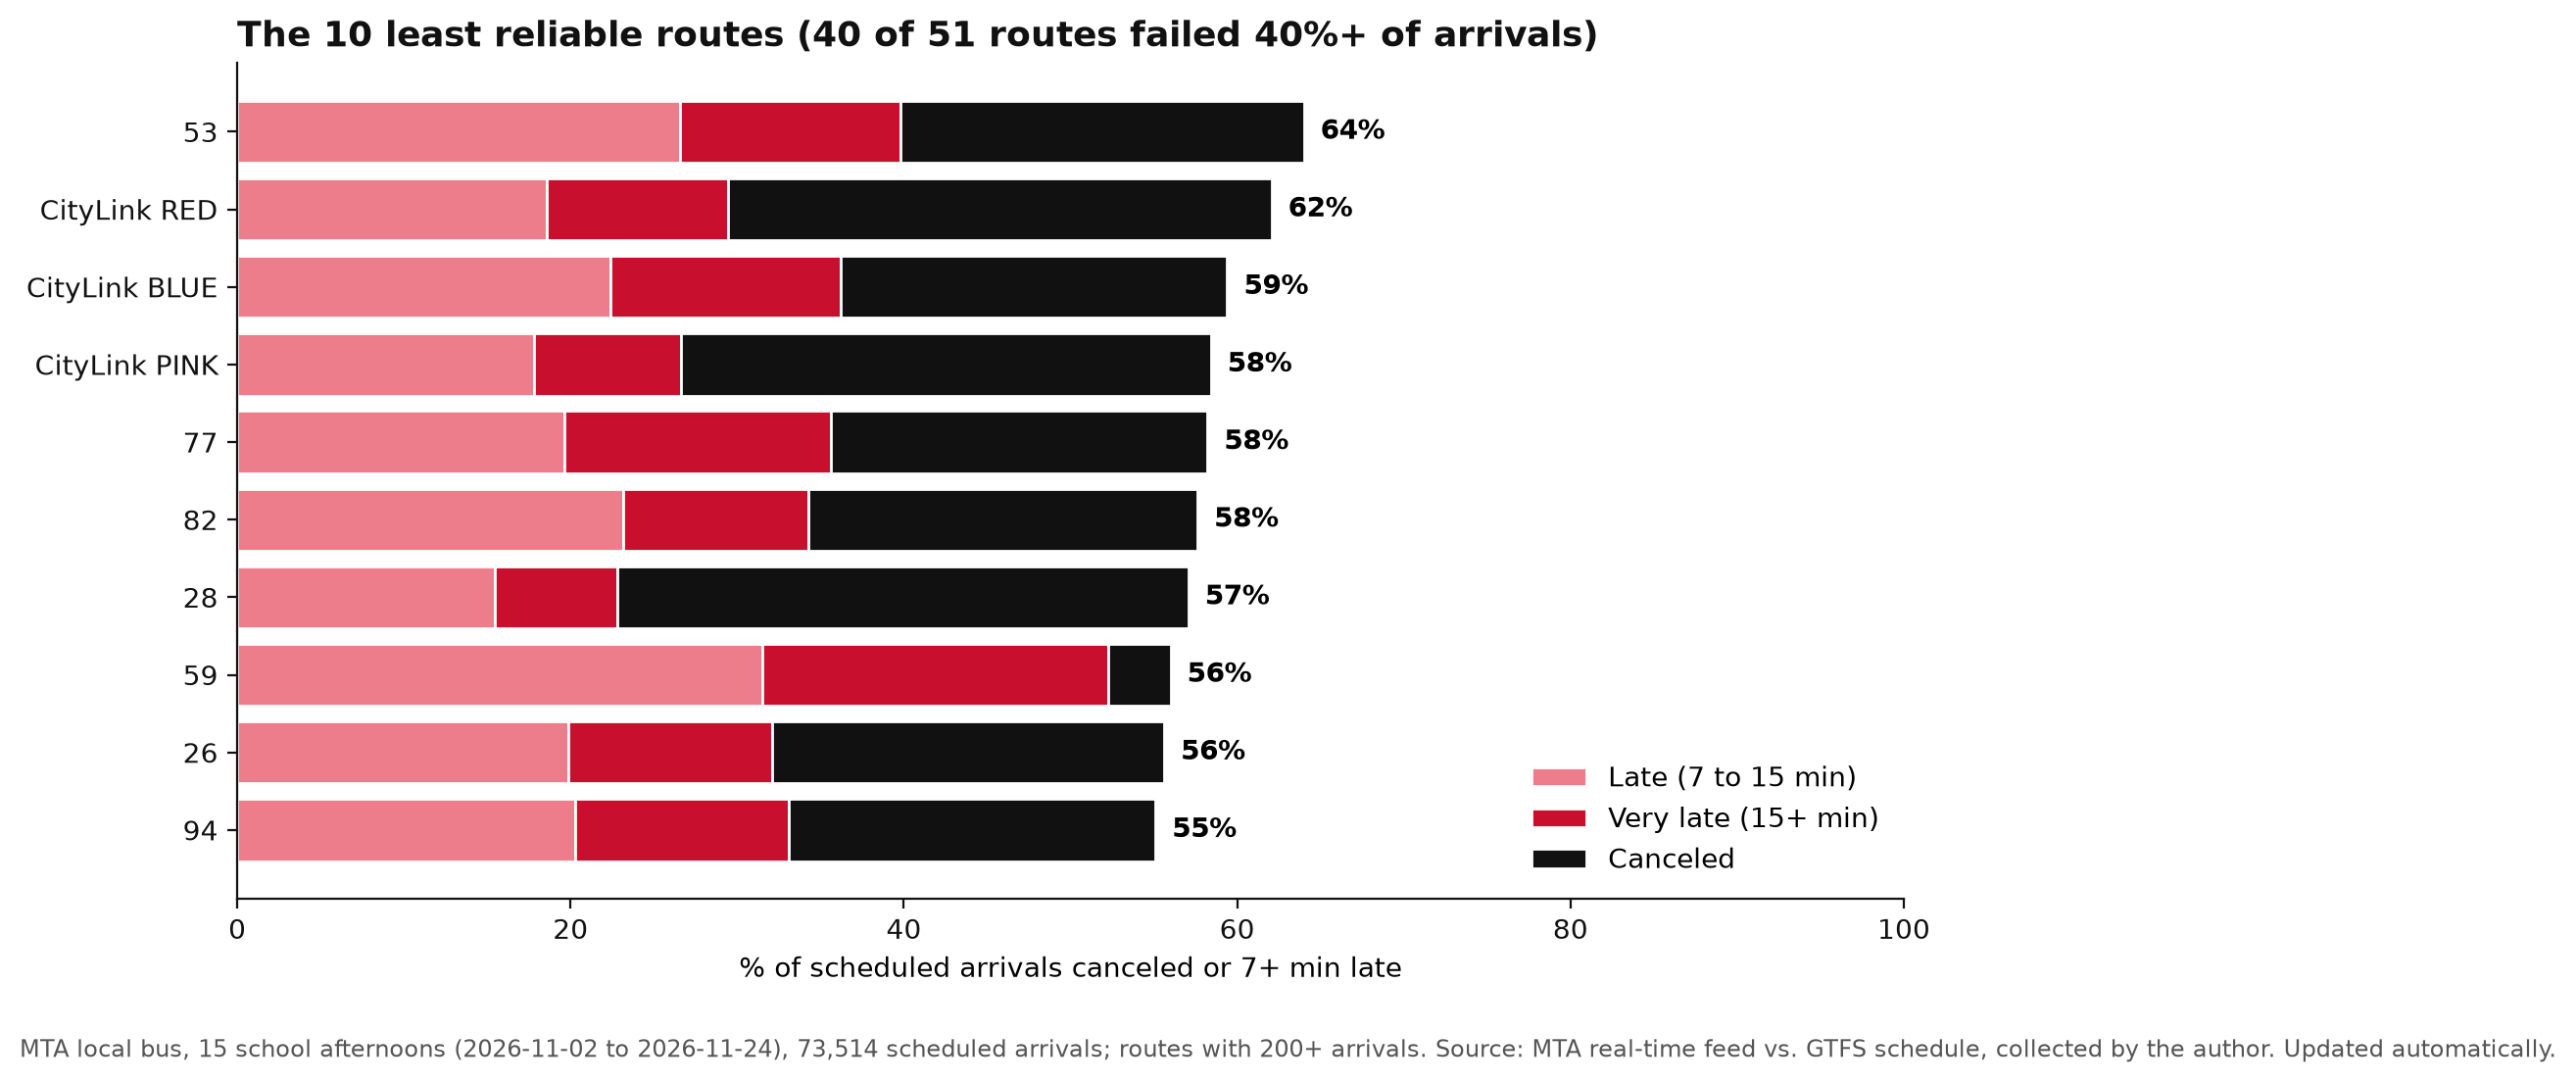 The 10 least reliable routes (40 of 51 routes failed 40%+ of arrivals)
53 64%
CityLink RED 62%
CityLink BLUE 59%
CityLink PINK 58%
77 58%
82 58%
28 57%
59 56%
26 56%
94 55%
Late (7 to 15 min)
Very late (15+ min)
Canceled
0 20 40 60 80 100
% of scheduled arrivals canceled or 7+ min late
MTA local bus, 15 school afternoons (2026-11-02 to 2026-11-24), 73,514 scheduled arrivals; routes with 200+ arrivals. Source: MTA real-time feed vs. GTFS schedule, collected by the author. Updated automatically.